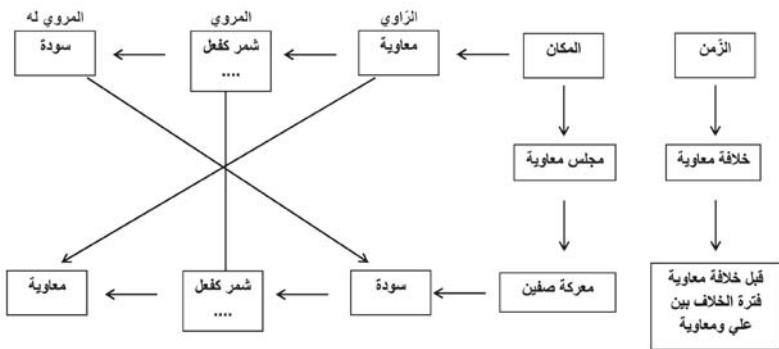 الرّاوي
المروي
المروي له
الزّمن
المكان
معاوية
شمر كفعل
....
سودة
خلافة معاوية
مجلس معاوية
قبل خلافة معاوية
فترة الخلاف بين
علي ومعاوية
معركة صفين
سودة
شمر كفعل
....
معاوية